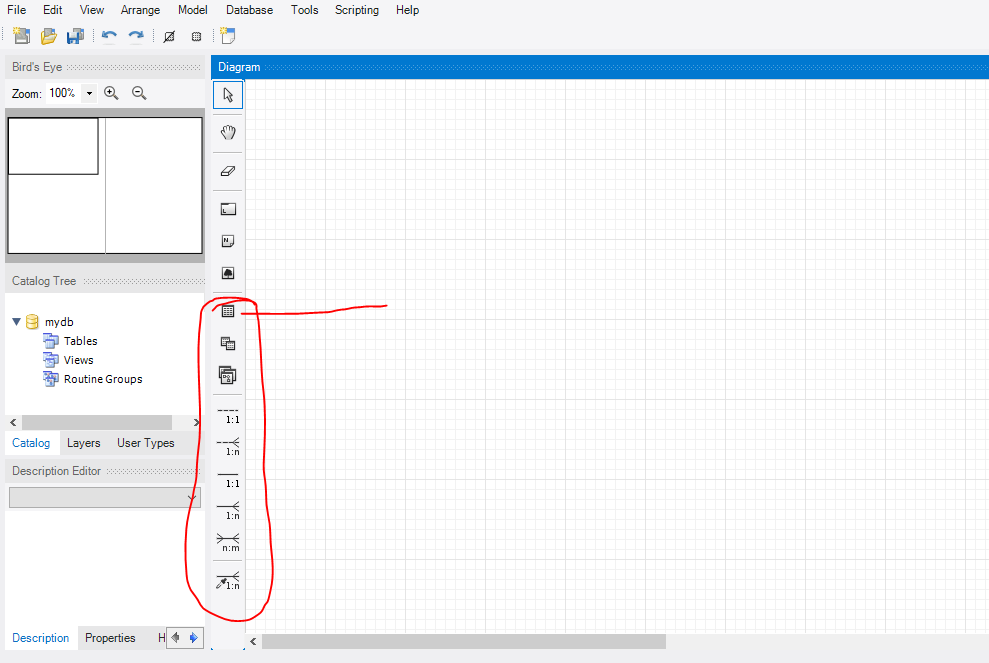 File Edit View Arrange Model Database Tools Scripting Help
Bird's Eye
Zoom: 100%
Catalog Tree
mydb
Tables
Views
Routine Groups
Catalog Layers User Types
Description Editor
Description Properties H
Diagram
L
N
1:1
1:n
1:1
1:n
n:m
1:n